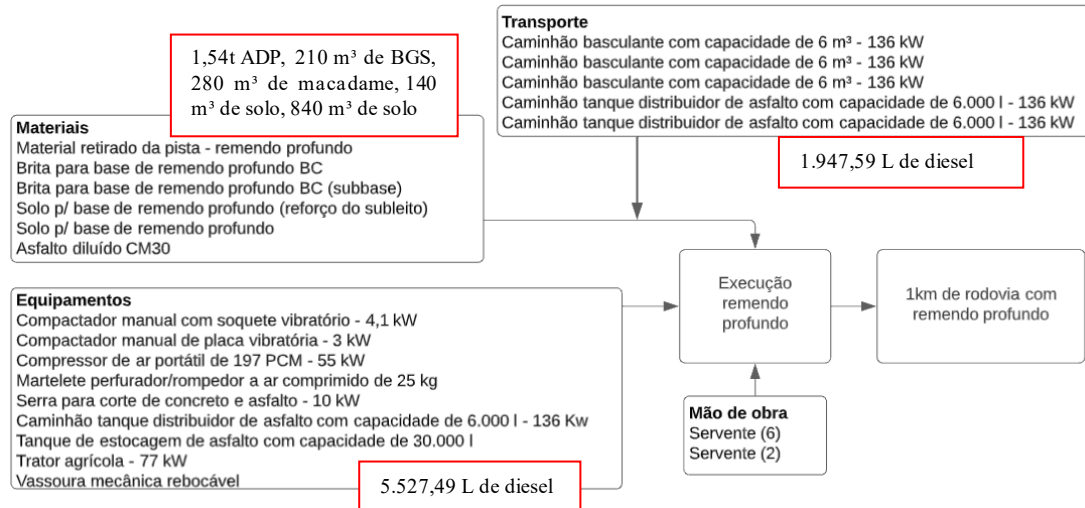 1,54t ADP, 210 m³ de BGS,
280 m³ de macadame, 140
m³ de solo, 840 m³ de solo
Transporte
Caminhão basculante com capacidade de 6 m³ - 136 kW
Caminhão basculante com capacidade de 6 m³ - 136 kW
Caminhão basculante com capacidade de 6 m³ - 136 kW
Caminhão tanque distribuidor de asfalto com capacidade de 6.000 l - 136 kW
Caminhão tanque distribuidor de asfalto com capacidade de 6.000 l - 136 kW
1.947,59 L de diesel
Materiais
Material retirado da pista - remendo profundo
Brita para base de remendo profundo BC
Brita para base de remendo profundo BC (subbase)
Solo p/ base de remendo profundo (reforço do subleito)
Solo p/ base de remendo profundo
Asfalto diluído CM30
Equipamentos
Compactador manual com soquete vibratório - 4,1 kW
Compactador manual de placa vibratória - 3 kW
Compressor de ar portátil de 197 PCM - 55 kW
Martelete perfurador/rompedor a ar comprimido de 25 kg
Serra para corte de concreto e asfalto - 10 kW
Caminhão tanque distribuidor de asfalto com capacidade de 6.000 l - 136 Kw
Tanque de estocagem de asfalto com capacidade de 30.000 l
Trator agrícola - 77 kW
Vassoura mecânica rebocável
5.527,49 L de diesel
Execução
remendo
profundo
1km de rodovia com
remendo profundo
Mão de obra
Servente (6)
Servente (2)